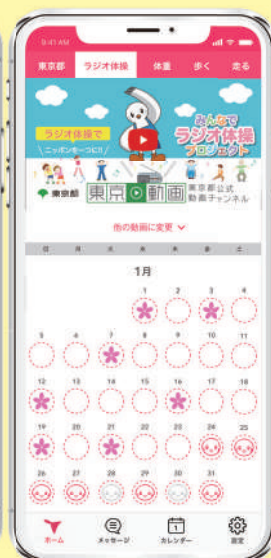 9:41 AM
東京都 ラジオ体操 体重 歩く 走る
ラジオ体操で
\ニッポンを一つに!!/
みんなで
ラジオ体操
プロジェクト
東京都
東京動画
東京都公式
動画チャンネル
他の動画に変更
日 月 火 水 木 金 土
1月
1 2 3 4
5 6 7 8 9 10 11
12 13 14 15 16 17 18
19 20 21 22 23 24 25
26 27 28 29 30 31
ホーム メッセージ カレンダー 設定
1